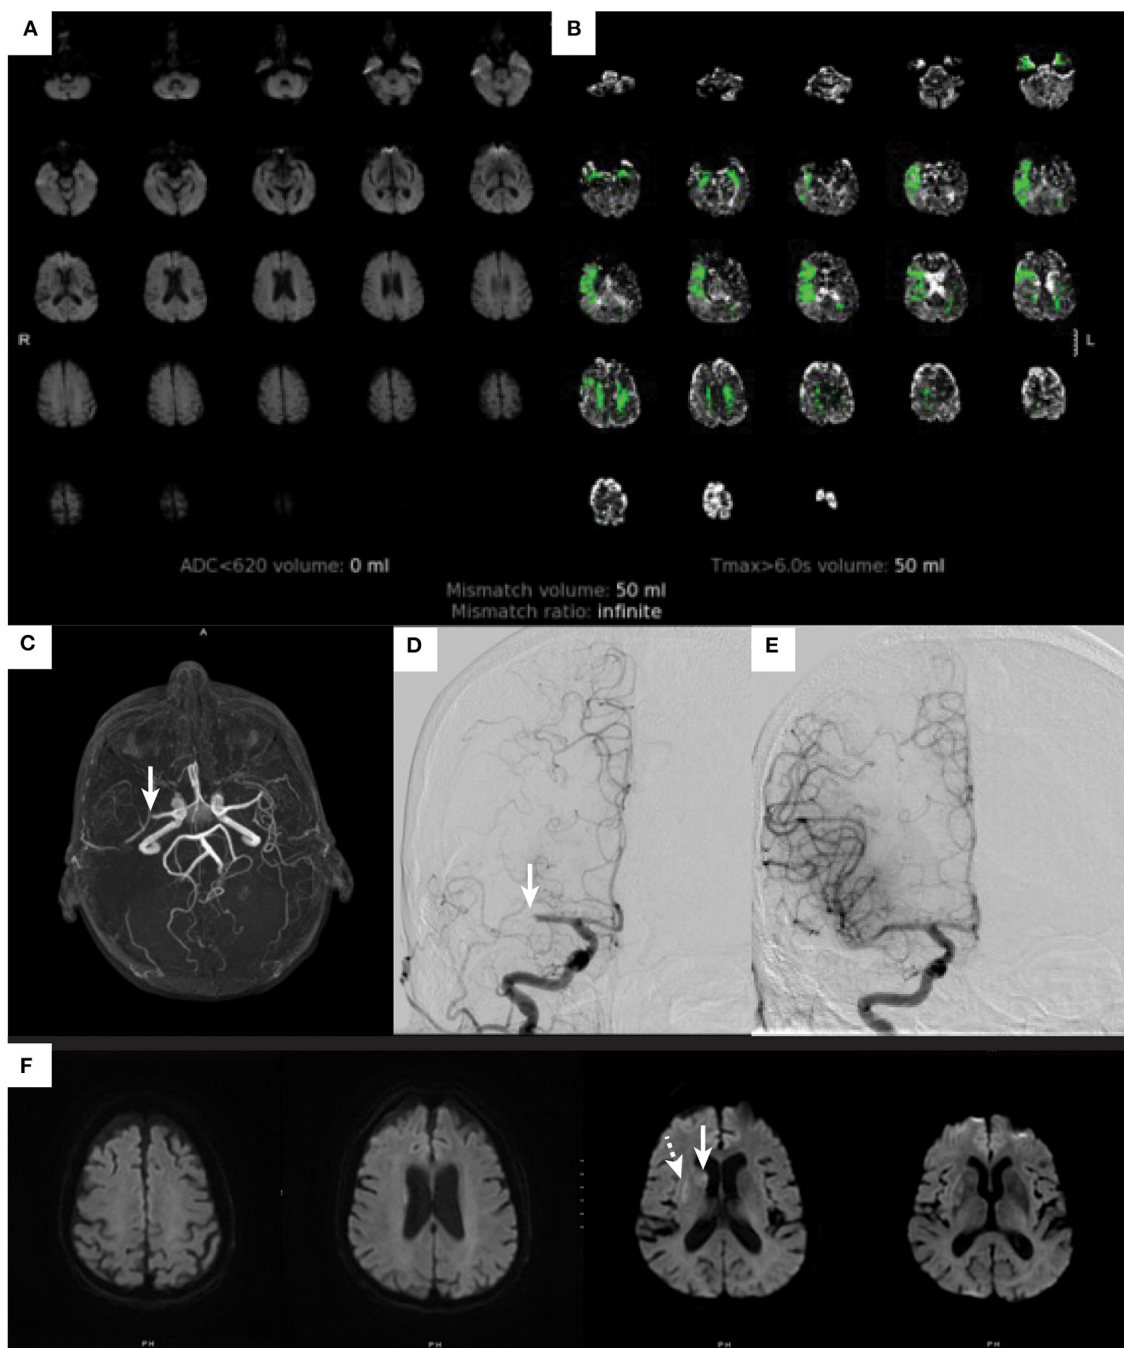 A
B
R
L
ADC<620 volume: 0 ml
Tmax>6.0s volume: 50 ml
Mismatch volume: 50 ml
Mismatch ratio: infinite
C
A
D
E
F
PH
PH
PH
PH